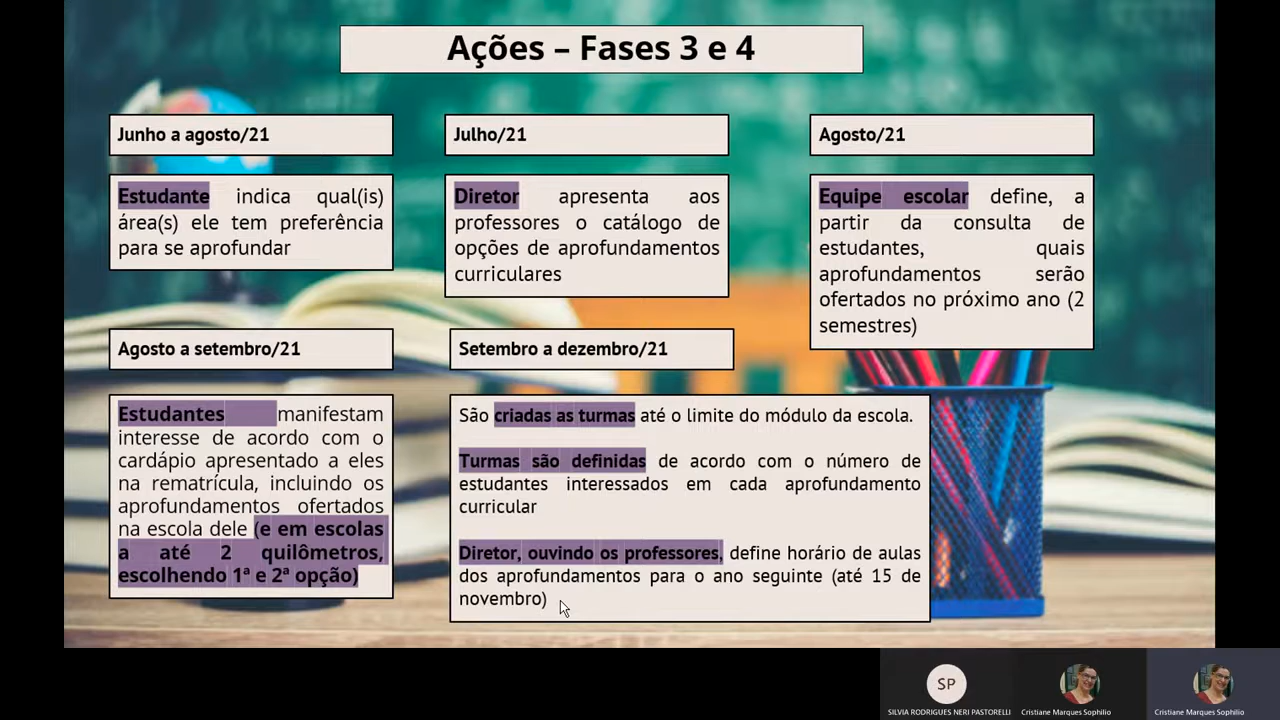 Ações – Fases 3 e 4
Junho a agosto/21
Estudante indica qual(is)
área(s) ele tem preferência
para se aprofundar
Julho/21
Diretor apresenta aos
professores o catálogo de
opções de aprofundamentos
curriculares
Agosto/21
Equipe escolar define, a
partir da consulta de
estudantes, quais
aprofundamentos serão
ofertados no próximo ano (2
semestres)
Agosto a setembro/21
Estudantes manifestam
interesse de acordo com o
cardápio apresentado a eles
na rematrícula, incluindo os
aprofundamentos ofertados
na escola dele (e em escolas
a até 2 quilômetros,
escolhendo 1ª e 2ª opção)
Setembro a dezembro/21
São criadas as turmas até o limite do módulo da escola.
Turmas são definidas de acordo com o número de
estudantes interessados em cada aprofundamento
curricular
Diretor, ouvindo os professores, define horário de aulas
dos aprofundamentos para o ano seguinte (até 15 de
novembro)
SP
SILVIA RODRIGUES NERI PASTORELLI
Cristiane Marques Sophilio
Cristiane Marques Sophilio